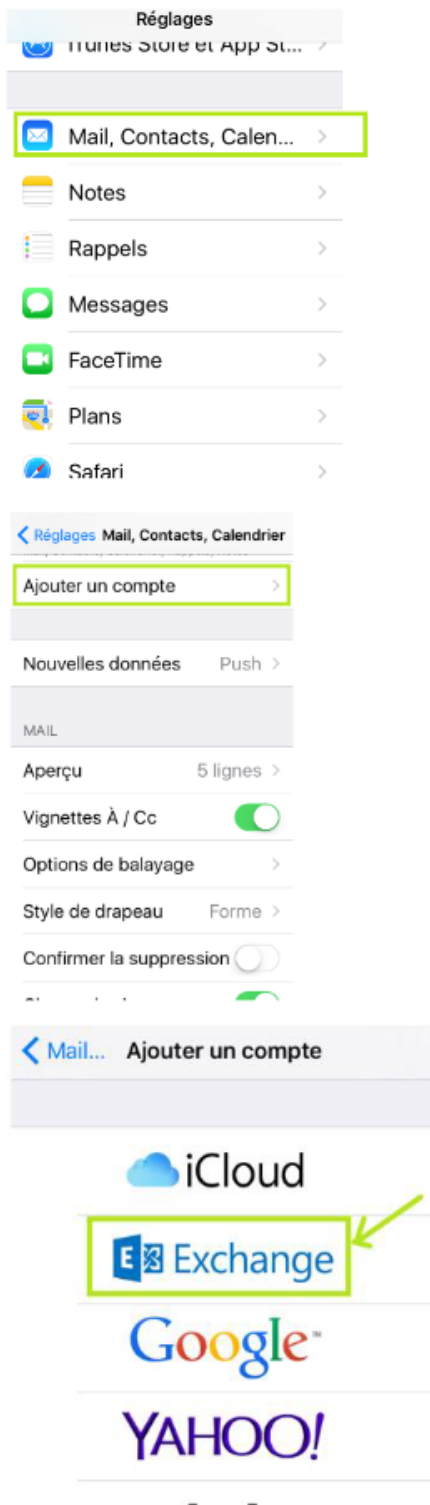 Réglages
iTunes Store et App St...
Mail, Contacts, Calen...
Notes
Rappels
Messages
FaceTime
Plans
Safari
Réglages Mail, Contacts, Calendrier
Ajouter un compte
Nouvelles données Push
MAIL
Aperçu 5 lignes
Vignettes À / Cc
Options de balayage
Style de drapeau Forme
Confirmer la suppression
Mail... Ajouter un compte
iCloud
E Exchange
Google™
YAHOO!